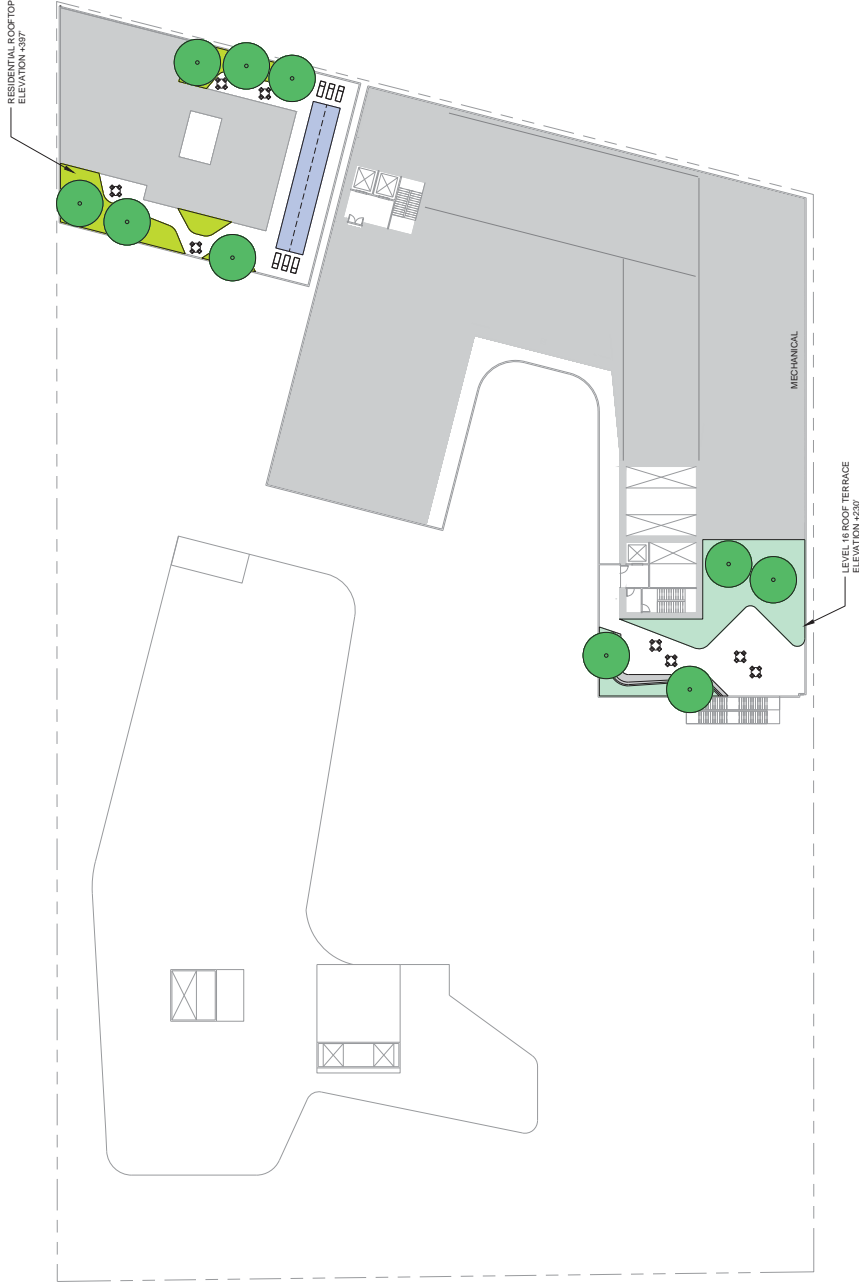 RESIDENTIAL ROOFTOP
ELEVATION +397'
MECHANICAL
LEVEL 16 ROOF TERRACE
ELEVATION +230'